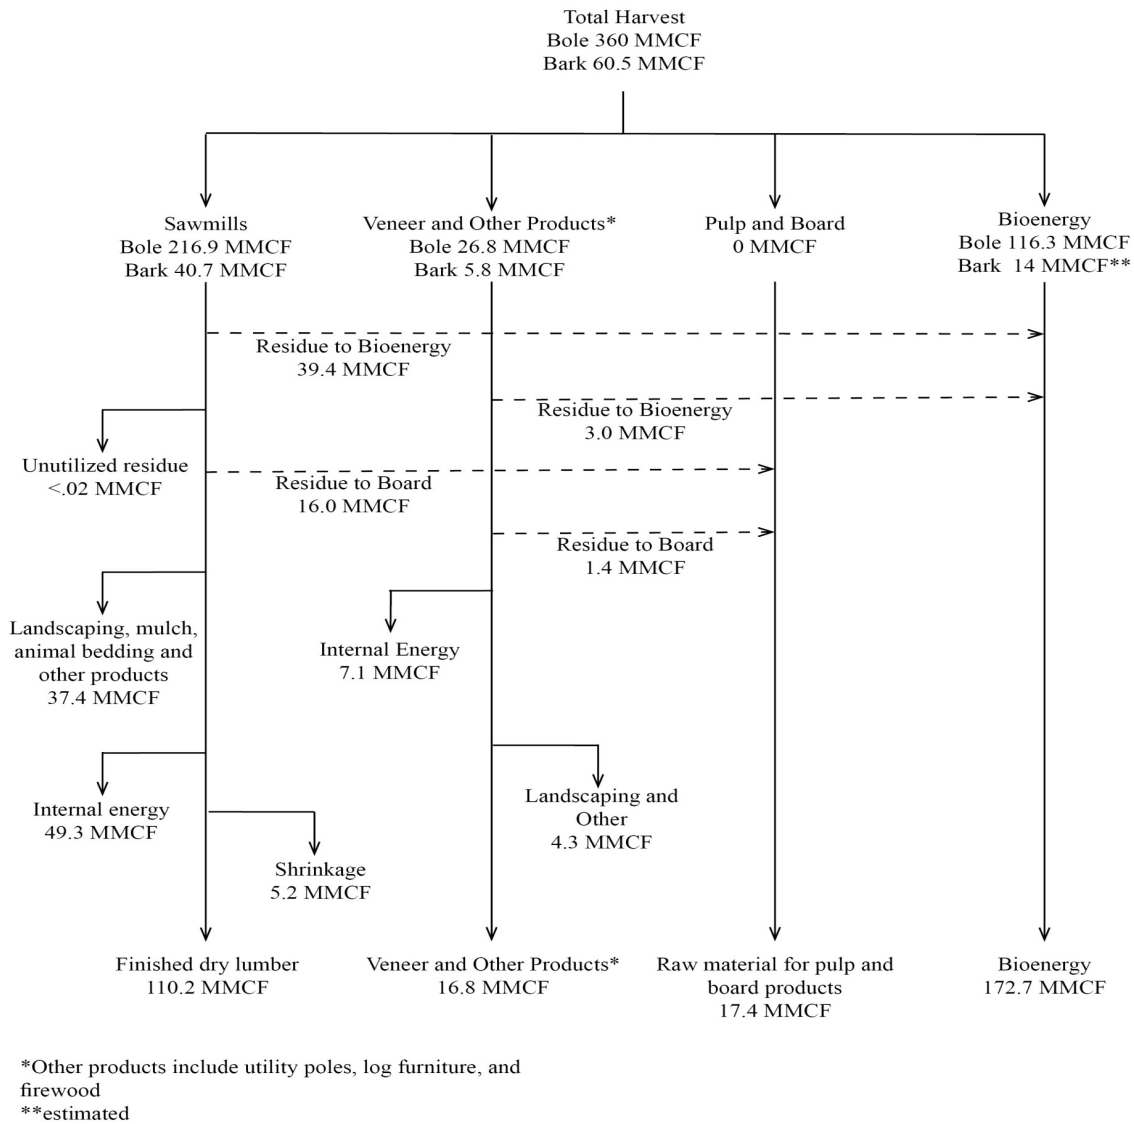 Total Harvest
Bole 360 MMCF
Bark 60.5 MMCF
Sawmills
Bole 216.9 MMCF
Bark 40.7 MMCF
Veneer and Other Products*
Bole 26.8 MMCF
Bark 5.8 MMCF
Pulp and Board
0 MMCF
Bioenergy
Bole 116.3 MMCF
Bark 14 MMCF**
Residue to Bioenergy
39.4 MMCF
Residue to Bioenergy
3.0 MMCF
Unutilized residue
<.02 MMCF
Residue to Board
16.0 MMCF
Residue to Board
1.4 MMCF
Landscaping, mulch,
animal bedding and
other products
37.4 MMCF
Internal Energy
7.1 MMCF
Internal energy
49.3 MMCF
Landscaping and
Other
4.3 MMCF
Shrinkage
5.2 MMCF
Finished dry lumber
110.2 MMCF
Veneer and Other Products*
16.8 MMCF
Raw material for pulp and
board products
17.4 MMCF
Bioenergy
172.7 MMCF
*Other products include utility poles, log furniture, and
firewood
**estimated